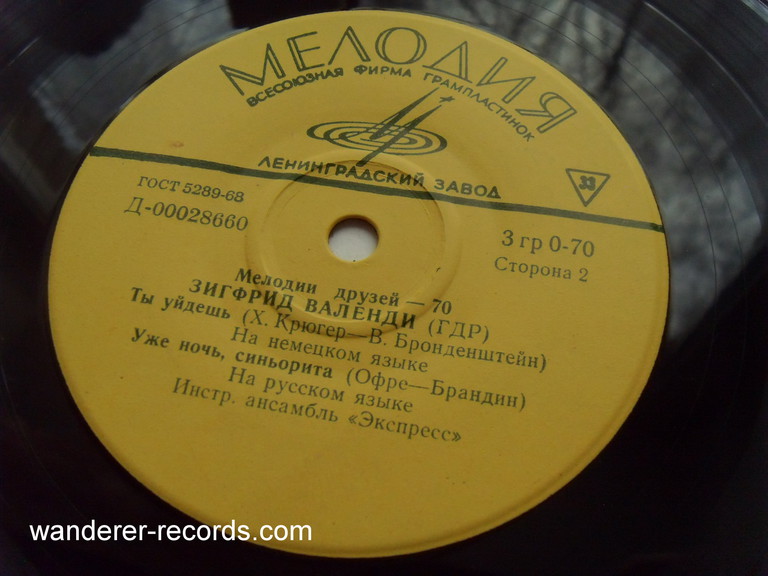 МЕЛОДИЯ
ВСЕСОЮЗНАЯ ФИРМА ГРАМПЛАСТИНОК
ЛЕНИНГРАДСКИЙ ЗАВОД
33
ГОСТ 5289-68
Д-00028660
3 гр 0-70
Сторона 2
Мелодии друзей — 70
ЗИГФРИД ВАЛЕНДИ (ГДР)
Ты уйдешь (Х. Крюгер—В. Бронденштейн)
На немецком языке
Уже ночь, синьорита (Офре—Брандин)
На русском языке
Инстр. ансамбль «Экспресс»
wanderer-records.com